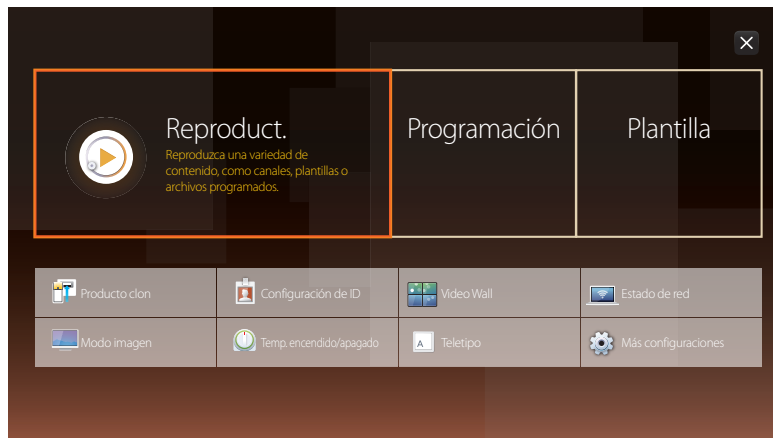 Reproduct.
Reproduzca una variedad de
contenido, como canales, plantillas o
archivos programados.
Programación
Plantilla
Producto clon
Configuración de ID
Video Wall
Estado de red
Modo imagen
Temp. encendido/apagado
A
Teletipo
Más configuraciones